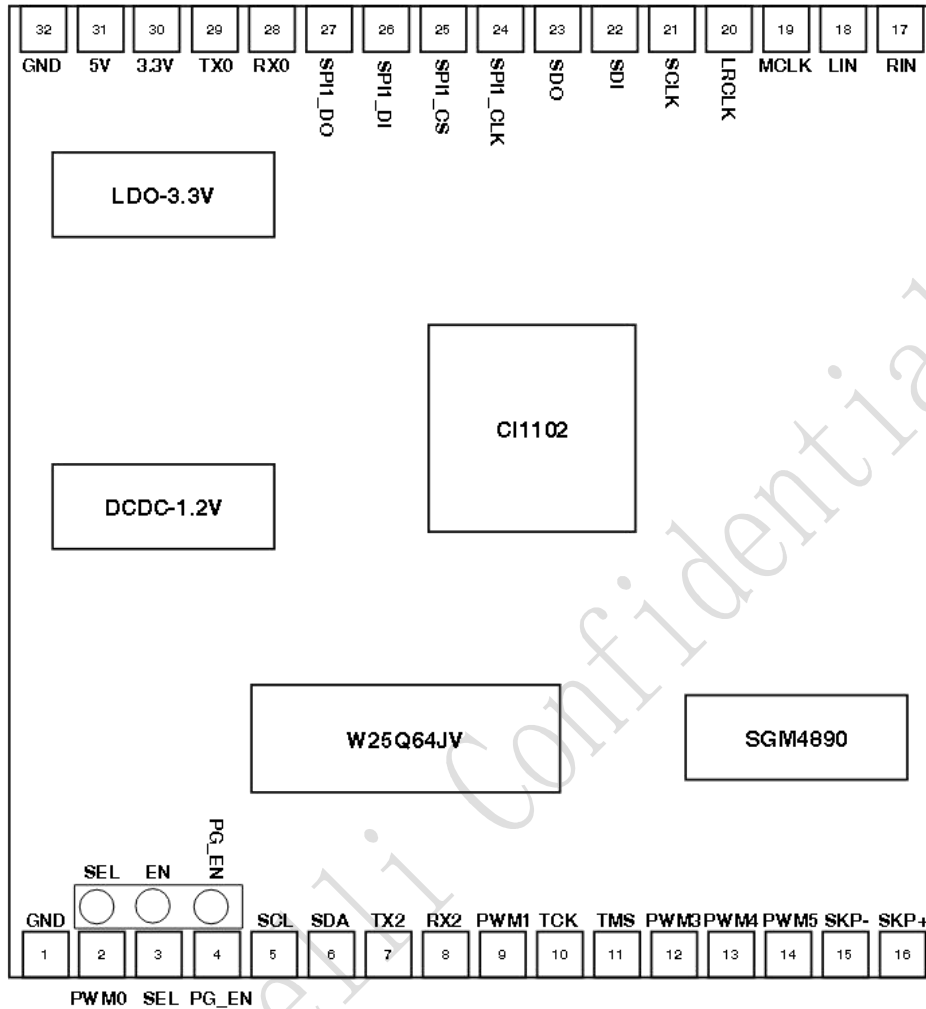 32 31 30 29 28 27 26 25 24 23 22 21 20 19 18 17
GND 5V 3.3V TX0 RX0 SPI1_DO SPI1_DI SPI1_CS SPI1_CLK SDO SDI SCLK LRCLK MCLK LIN RIN
LDO-3.3V
CI1102
DCDC-1.2V
W25Q64JV
SGM4890
SEL EN PG_EN
GND SCL SDA TX2 RX2 PWM1 TCK TMS PWM3 PWM4 PWM5 SKP- SKP+
1 2 3 4 5 6 7 8 9 10 11 12 13 14 15 16
PWM0 SEL PG_EN
elli Confidential